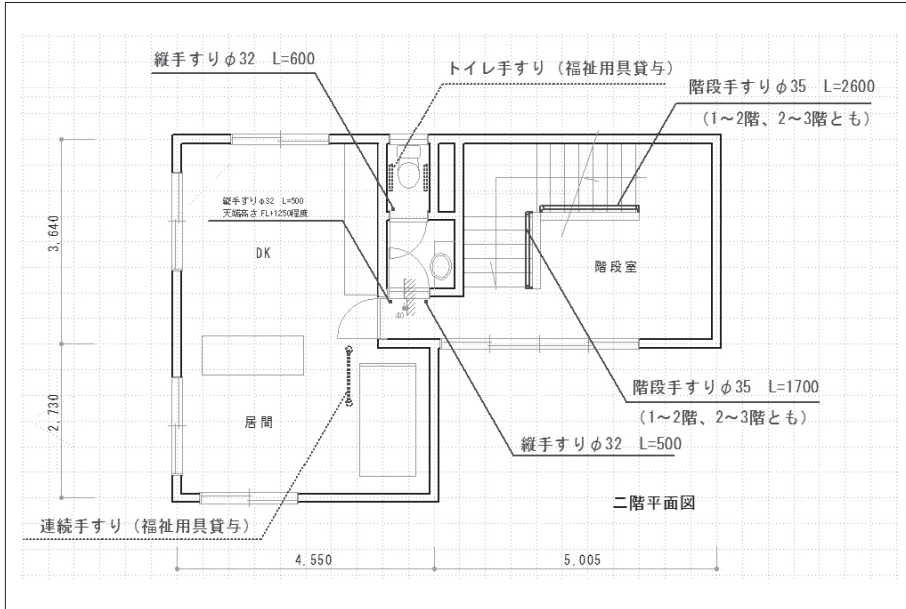 縦手すりφ32　L=600
トイレ手すり（福祉用具貸与）
階段手すりφ35　L=2600
（1～2階、2～3階とも）
縦手すりφ32　L=500
天端高さ FL+1250程度
3,640
DK
階段室
40
階段手すりφ35　L=1700
（1～2階、2～3階とも）
2,730
居間
縦手すりφ32　L=500
二階平面図
連続手すり（福祉用具貸与）
4,550
5,005